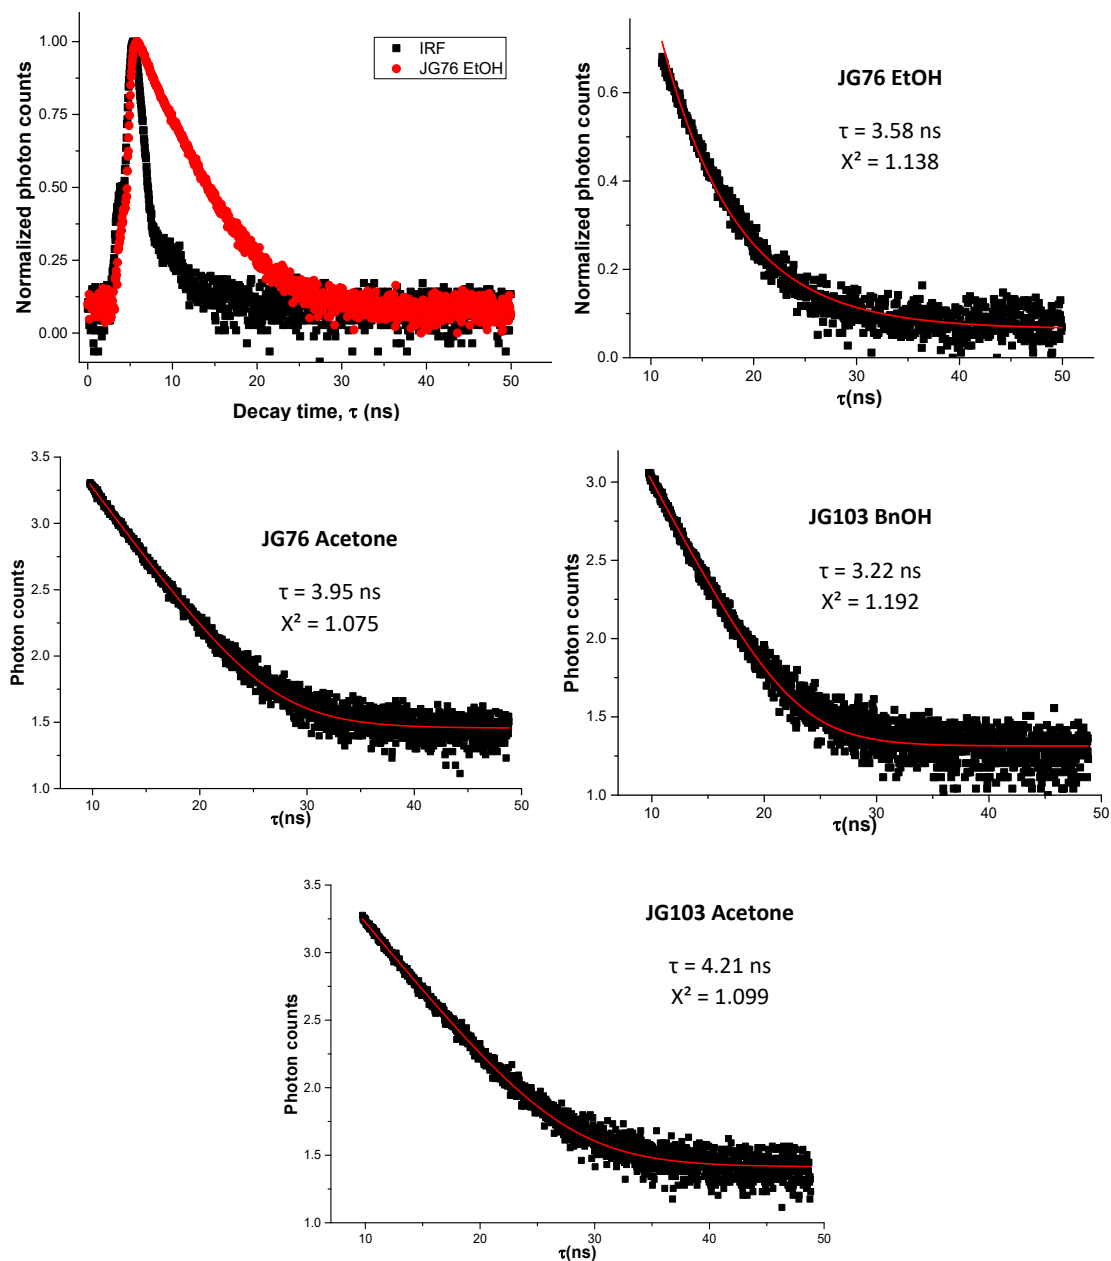 IRF
JG76 EtOH
1.00
0.75
0.50
0.25
0.00
Normalized photon counts
0 10 20 30 40 50
Decay time, τ (ns)
JG76 EtOH
τ = 3.58 ns
X² = 1.138
0.6
0.4
0.2
0.0
Normalized photon counts
10 20 30 40 50
τ(ns)
3.5
3.0
2.5
2.0
1.5
1.0
Photon counts
JG76 Acetone
τ = 3.95 ns
X² = 1.075
10 20 30 40 50
τ(ns)
3.0
2.5
2.0
1.5
1.0
Photon counts
JG103 BnOH
τ = 3.22 ns
X² = 1.192
10 20 30 40 50
τ(ns)
3.5
3.0
2.5
2.0
1.5
1.0
Photon counts
JG103 Acetone
τ = 4.21 ns
X² = 1.099
10 20 30 40 50
τ(ns)